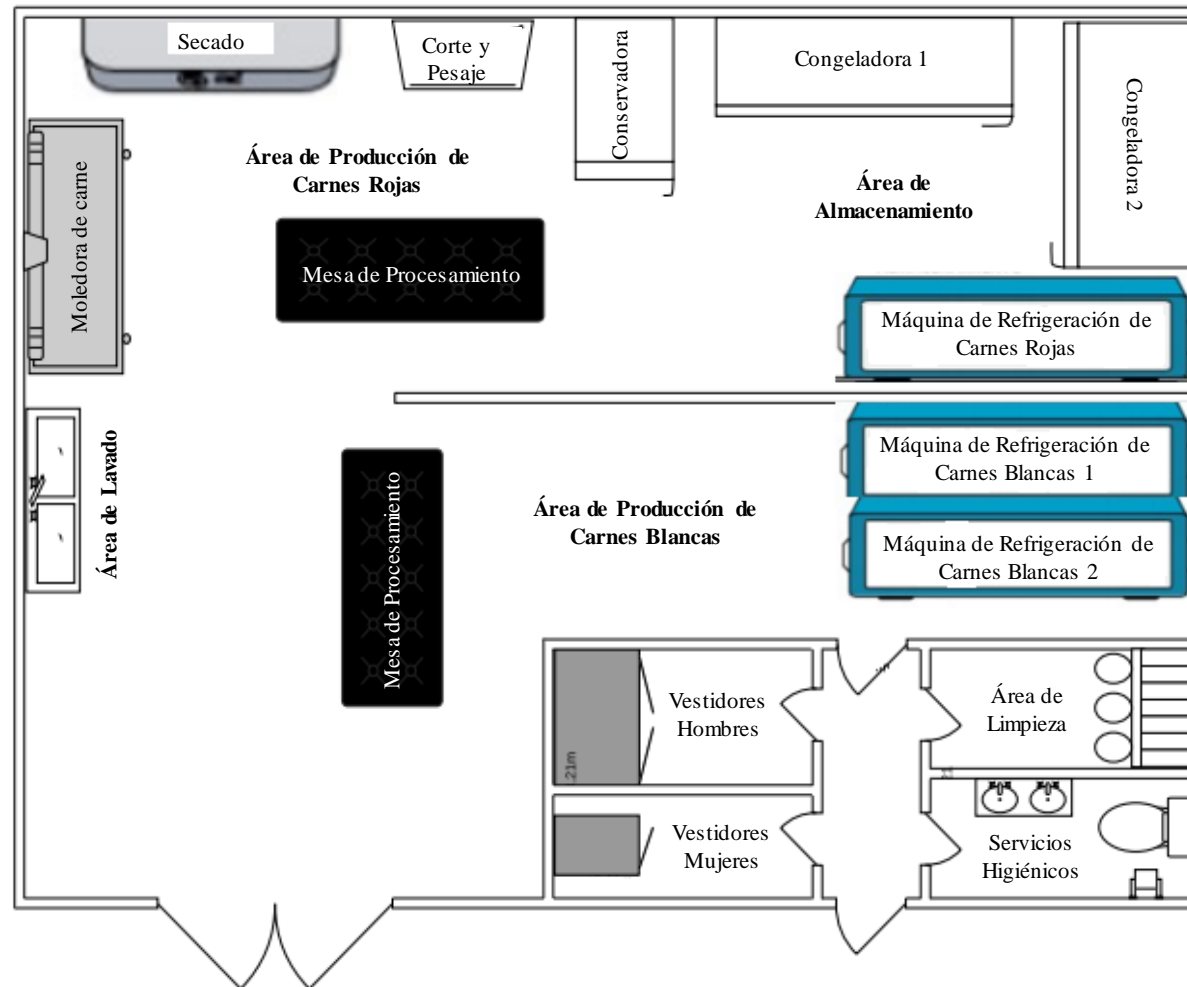 Secado
Corte y
Pesaje
Conservadora
Congeladora 1
Congeladora 2
Área de Producción de
Carnes Rojas
Área de
Almacenamiento
Moledora de carne
Mesa de Procesamiento
Máquina de Refrigeración de
Carnes Rojas
Área de Lavado
Mesa de Procesamiento
Área de Producción de
Carnes Blancas
Máquina de Refrigeración de
Carnes Blancas 1
Máquina de Refrigeración de
Carnes Blancas 2
Vestidores
Hombres
.21m
Área de
Limpieza
Vestidores
Mujeres
Servicios
Higiénicos